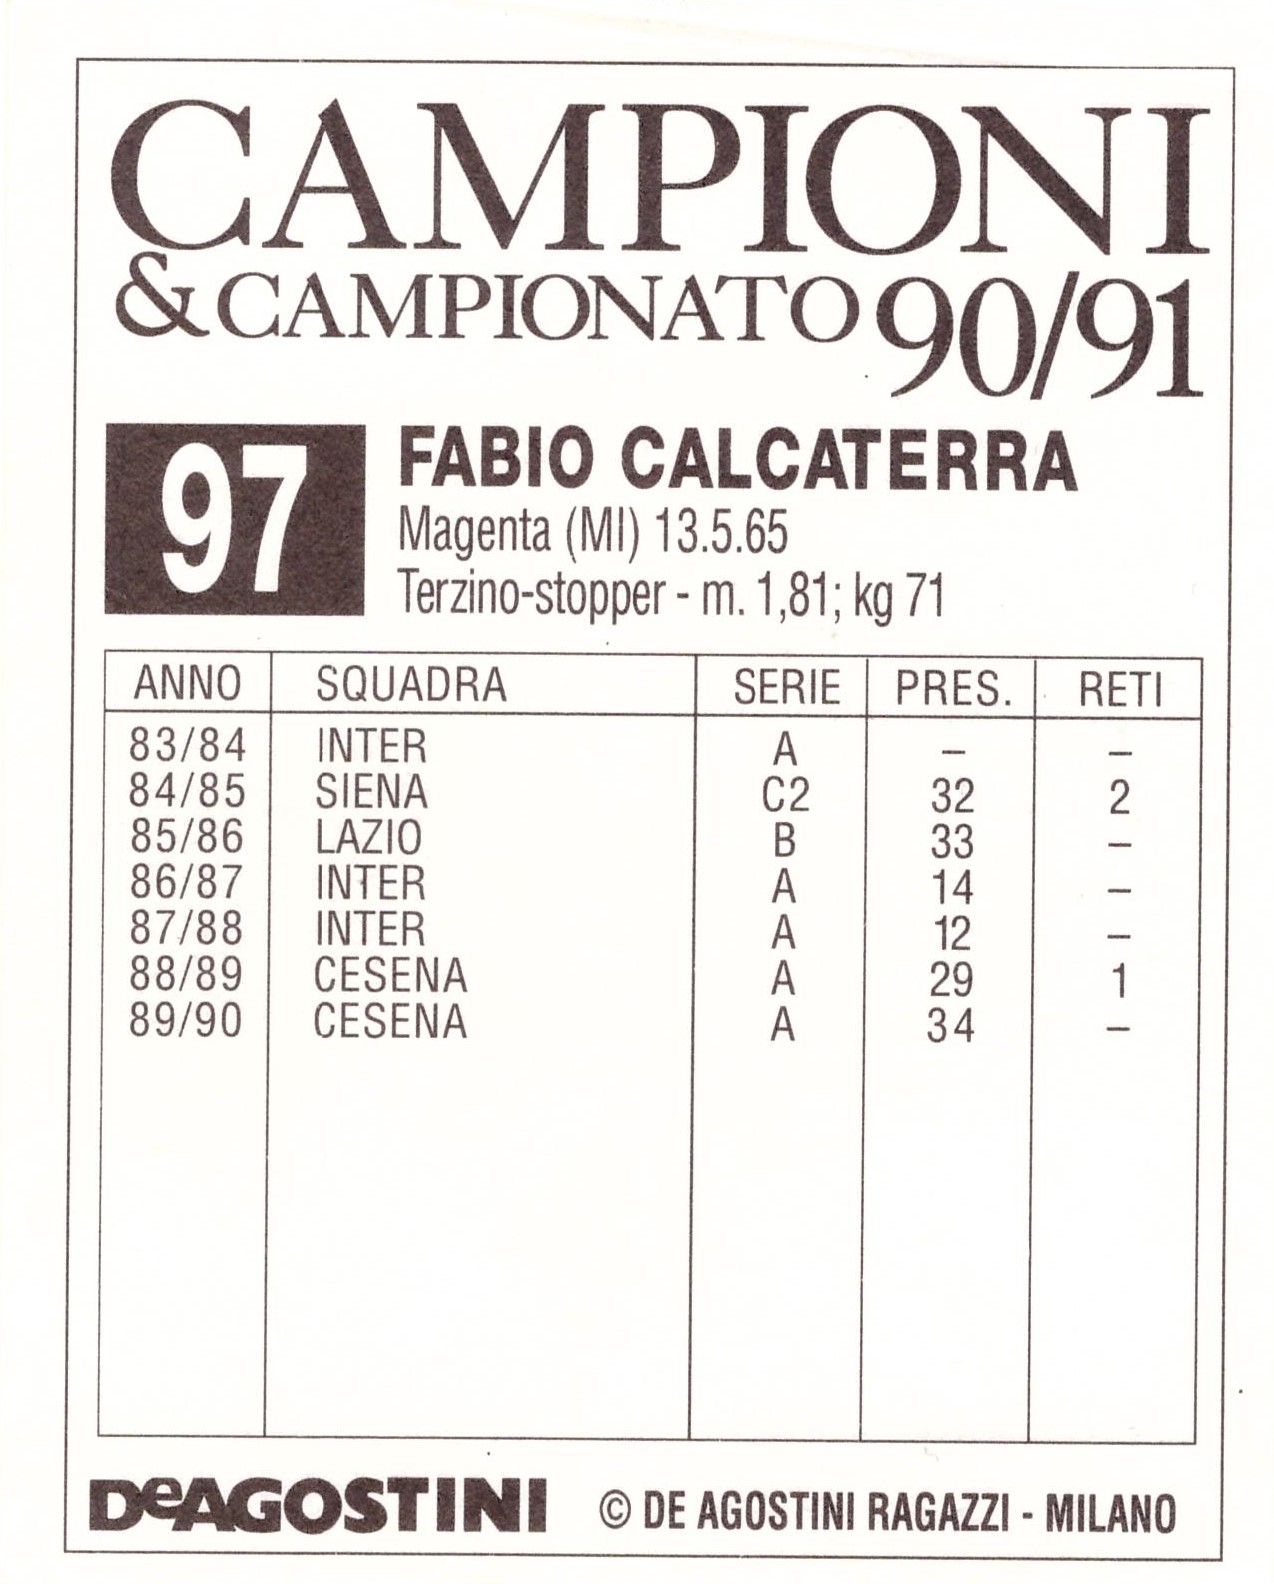 CAMPIONI
& CAMPIONATO 90/91
97
FABIO CALCATERRA
Magenta (MI) 13.5.65
Terzino-stopper - m. 1,81; kg 71
ANNO SQUADRA SERIE PRES. RETI
83/84 INTER A – –
84/85 SIENA C2 32 2
85/86 LAZIO B 33 –
86/87 INTER A 14 –
87/88 INTER A 12 –
88/89 CESENA A 29 1
89/90 CESENA A 34 –
DeAGOSTINI © DE AGOSTINI RAGAZZI - MILANO